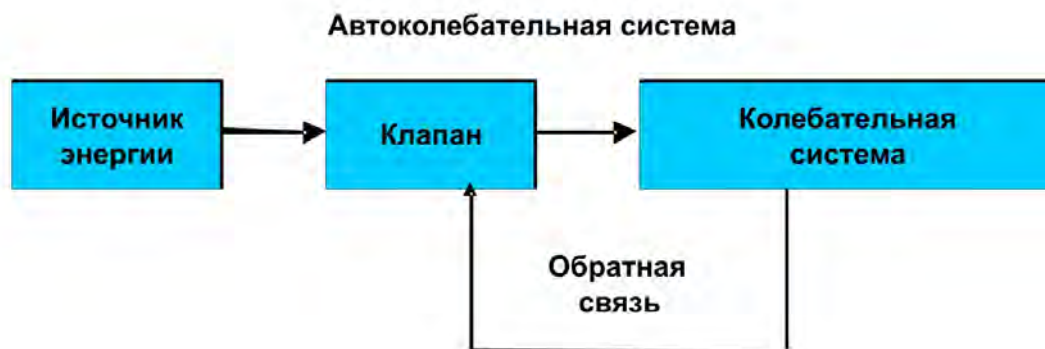 Автоколебательная система
Источник
энергии
Клапан
Колебательная
система
Обратная
связь